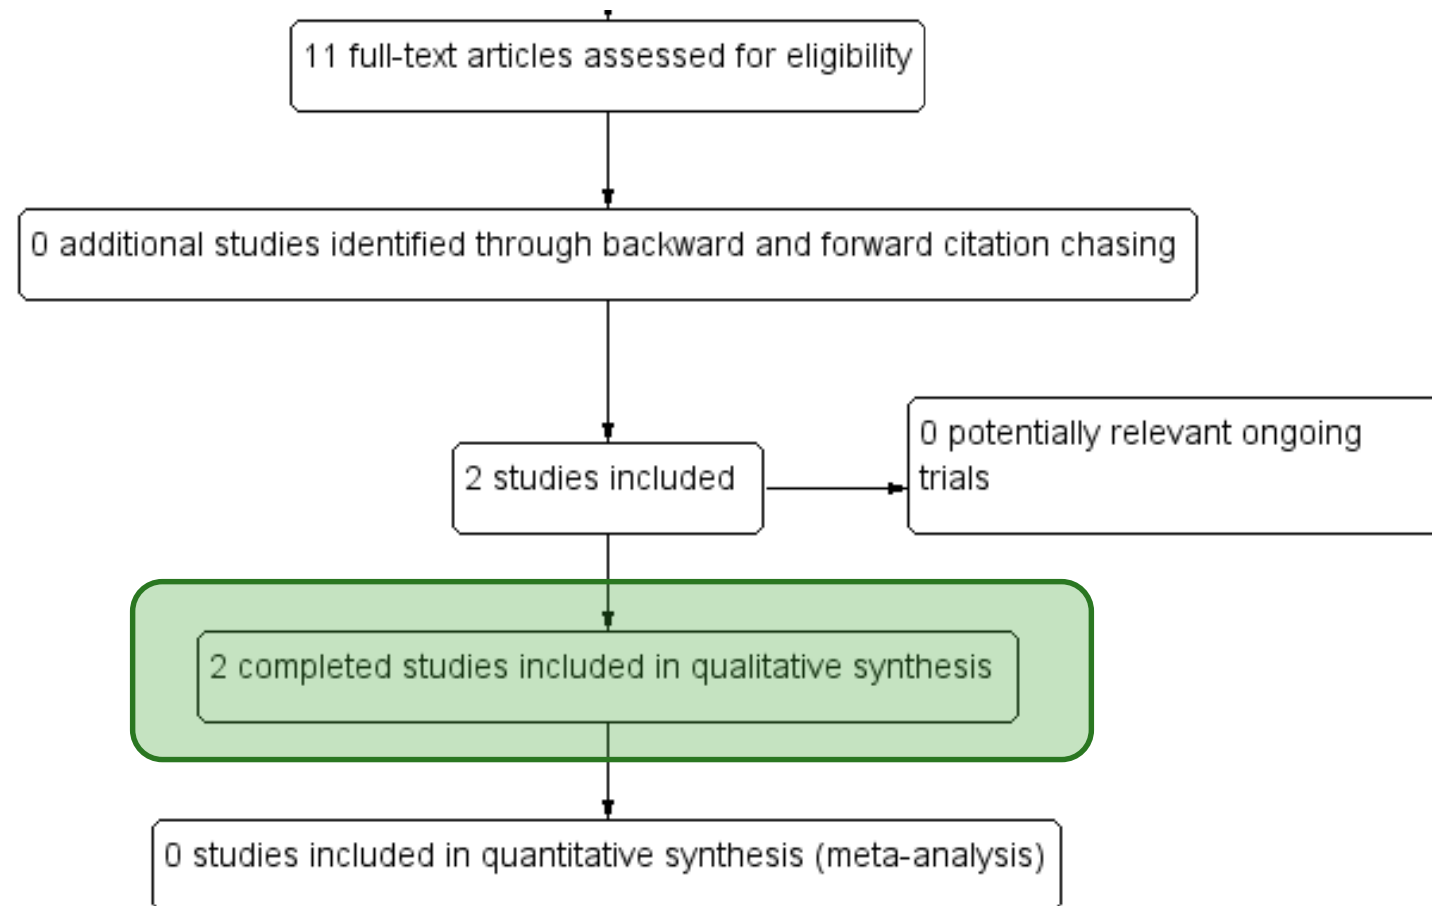 11 full-text articles assessed for eligibility
0 additional studies identified through backward and forward citation chasing
2 studies included
0 potentially relevant ongoing
trials
2 completed studies included in qualitative synthesis
0 studies included in quantitative synthesis (meta-analysis)